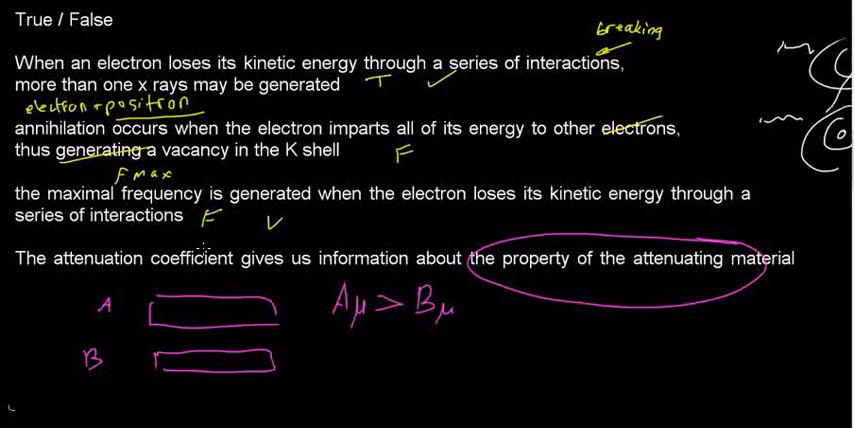 True / False
breaking
When an electron loses its kinetic energy through a series of interactions,
more than one x rays may be generated T
electron + positron
annihilation occurs when the electron imparts all of its energy to other electrons,
thus generating a vacancy in the K shell F
F max
the maximal frequency is generated when the electron loses its kinetic energy through a
series of interactions F
The attenuation coefficient gives us information about the property of the attenuating material
A Aμ > Bμ
B